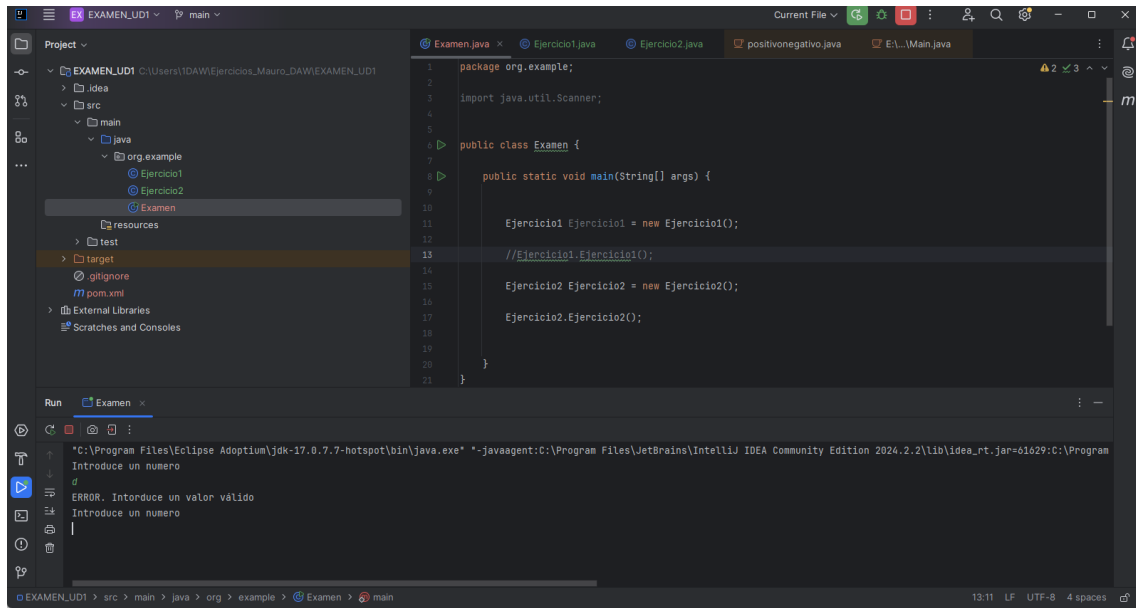 EX EXAMEN_UD1 main Current File
Project
Examen.java Ejercicio1.java Ejercicio2.java positivonegativo.java E:\...\Main.java
EXAMEN_UD1 C:\Users\1DAW\Ejercicios_Mauro_DAW\EXAMEN_UD1
.idea
src
main
java
org.example
Ejercicio1
Ejercicio2
Examen
resources
test
target
.gitignore
m pom.xml
External Libraries
Scratches and Consoles
1 package org.example;
2
3 import java.util.Scanner;
4
5
6 public class Examen {
7
8 public static void main(String[] args) {
9
10
11 Ejercicio1 Ejercicio1 = new Ejercicio1();
12
13 //Ejercicio1.Ejercicio1();
14
15 Ejercicio2 Ejercicio2 = new Ejercicio2();
16
17 Ejercicio2.Ejercicio2();
18
19
20 }
21 }
2 3
m
Run Examen
"C:\Program Files\Eclipse Adoptium\jdk-17.0.7.7-hotspot\bin\java.exe" "-javaagent:C:\Program Files\JetBrains\IntelliJ IDEA Community Edition 2024.2.2\lib\idea_rt.jar=61629:C:\Program
Introduce un numero
d
ERROR. Intorduce un valor válido
Introduce un numero
EXAMEN_UD1 > src > main > java > org > example > Examen > main 13:11 LF UTF-8 4 spaces